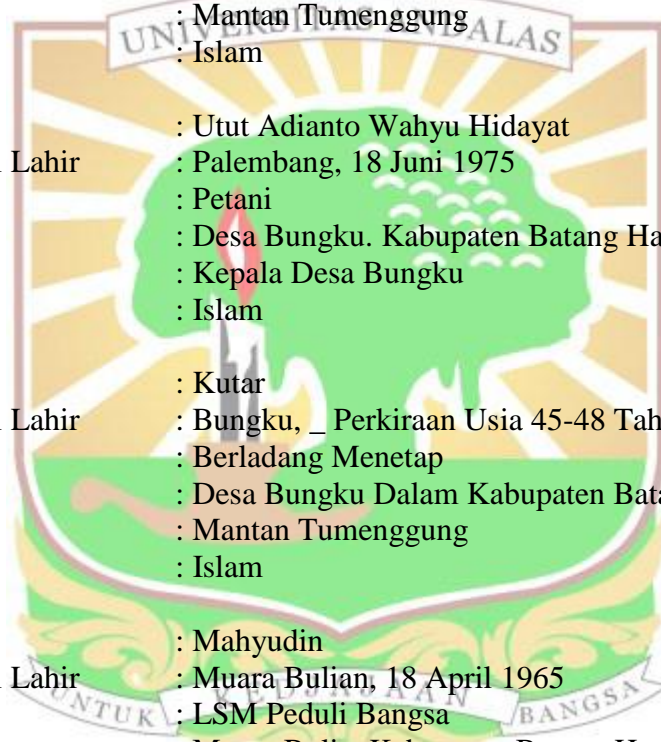 : Mantan Tumenggung
UNIVERSITAS ANDALAS
: Islam
: Utut Adianto Wahyu Hidayat
Lahir : Palembang, 18 Juni 1975
: Petani
: Desa Bungku. Kabupaten Batang Ha
: Kepala Desa Bungku
: Islam
: Kutar
Lahir : Bungku, _ Perkiraan Usia 45-48 Tah
: Berladang Menetap
: Desa Bungku Dalam Kabupaten Bata
: Mantan Tumenggung
: Islam
: Mahyudin
Lahir : Muara Bulian, 18 April 1965
UNTUK KEDJAJAAN BANGSA
: LSM Peduli Bangsa